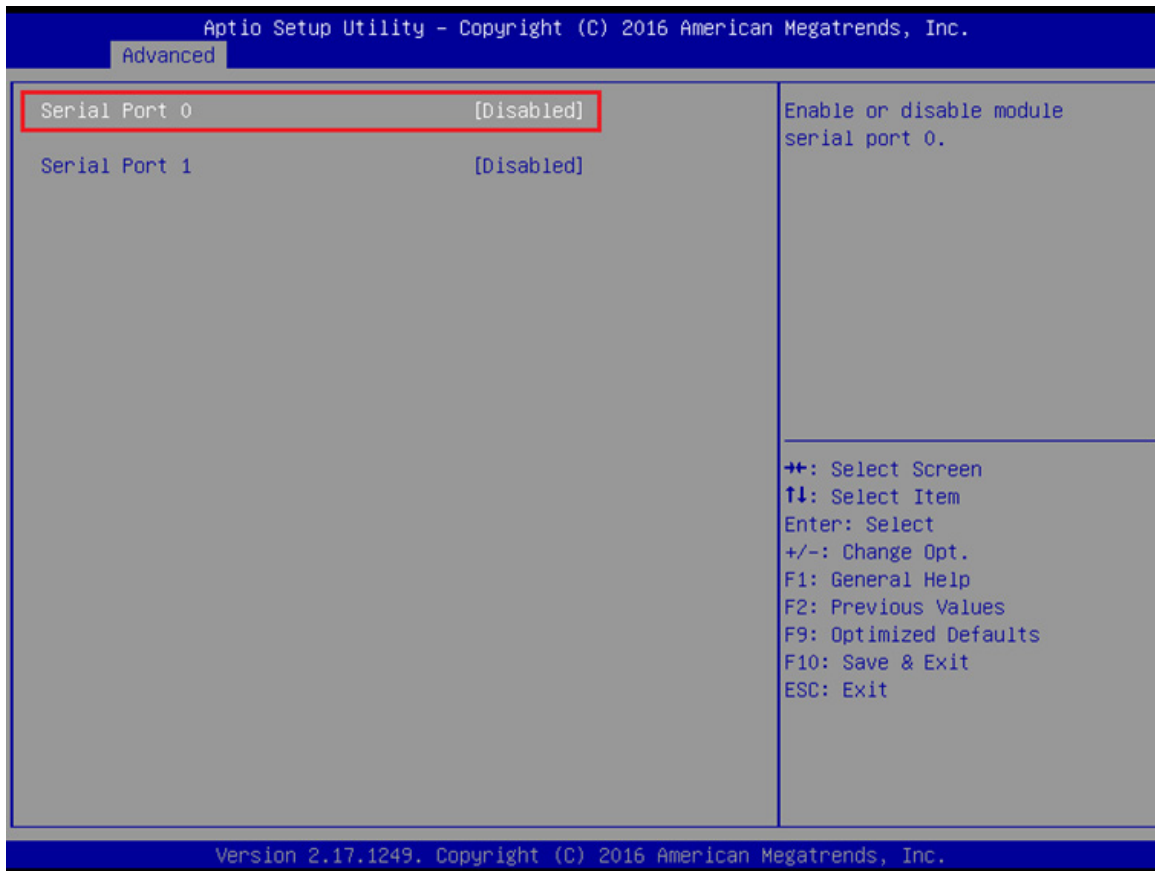 Aptio Setup Utility – Copyright (C) 2016 American Megatrends, Inc.
Advanced
Serial Port 0 [Disabled]
Serial Port 1 [Disabled]
Enable or disable module
serial port 0.
→←: Select Screen
↑↓: Select Item
Enter: Select
+/-: Change Opt.
F1: General Help
F2: Previous Values
F9: Optimized Defaults
F10: Save & Exit
ESC: Exit
Version 2.17.1249. Copyright (C) 2016 American Megatrends, Inc.